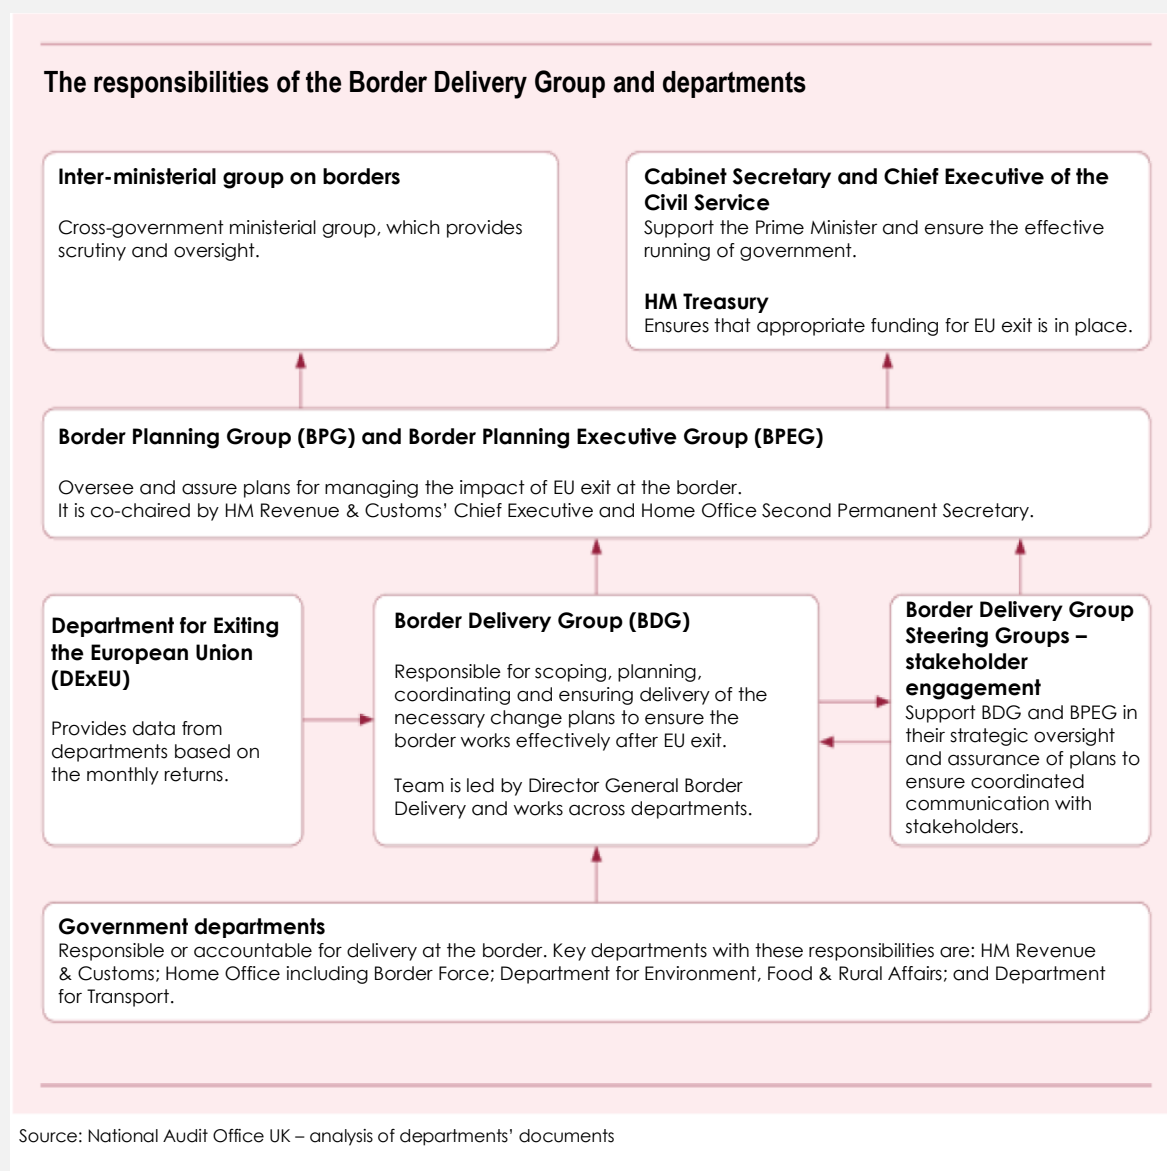 The responsibilities of the Border Delivery Group and departments
Inter-ministerial group on borders
Cross-government ministerial group, which provides
scrutiny and oversight.
Cabinet Secretary and Chief Executive of the
Civil Service
Support the Prime Minister and ensure the effective
running of government.
HM Treasury
Ensures that appropriate funding for EU exit is in place.
Border Planning Group (BPG) and Border Planning Executive Group (BPEG)
Oversee and assure plans for managing the impact of EU exit at the border.
It is co-chaired by HM Revenue & Customs’ Chief Executive and Home Office Second Permanent Secretary.
Department for Exiting
the European Union
(DExEU)
Provides data from
departments based on
the monthly returns.
Border Delivery Group (BDG)
Responsible for scoping, planning,
coordinating and ensuring delivery of the
necessary change plans to ensure the
border works effectively after EU exit.
Team is led by Director General Border
Delivery and works across departments.
Border Delivery Group
Steering Groups –
stakeholder
engagement
Support BDG and BPEG in
their strategic oversight
and assurance of plans to
ensure coordinated
communication with
stakeholders.
Government departments
Responsible or accountable for delivery at the border. Key departments with these responsibilities are: HM Revenue
& Customs; Home Office including Border Force; Department for Environment, Food & Rural Affairs; and Department
for Transport.
Source: National Audit Office UK – analysis of departments’ documents